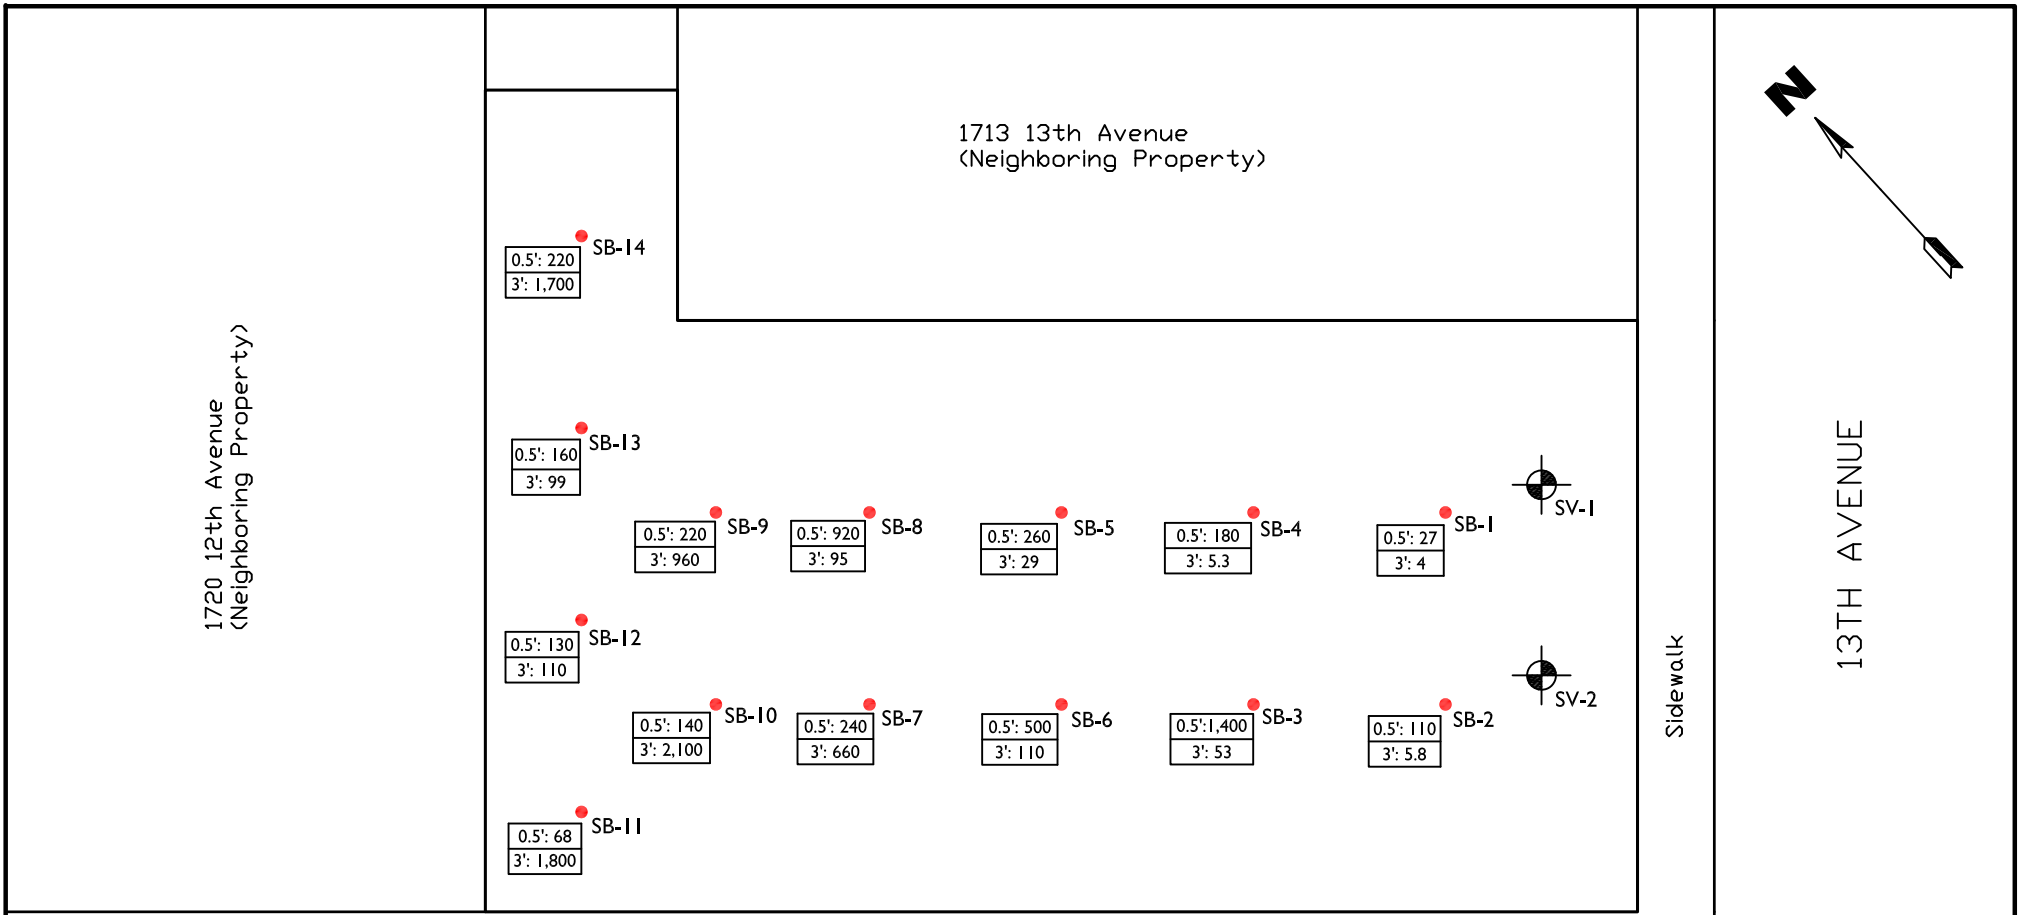 N
1713 13th Avenue
(Neighboring Property)
SB-14
0.5': 220
3': 1,700
1720 12th Avenue
(Neighboring Property)
SB-13
0.5': 160
3': 99
SB-9
0.5': 220
3': 960
SB-8
0.5': 920
3': 95
SB-5
0.5': 260
3': 29
SB-4
0.5': 180
3': 5.3
SB-1
0.5': 27
3': 4
SV-1
13TH AVENUE
SB-12
0.5': 130
3': 110
SB-10
0.5': 140
3': 2,100
SB-7
0.5': 240
3': 660
SB-6
0.5': 500
3': 110
SB-3
0.5':1,400
3': 53
SB-2
0.5': 110
3': 5.8
SV-2
Sidewalk
SB-11
0.5': 68
3': 1,800